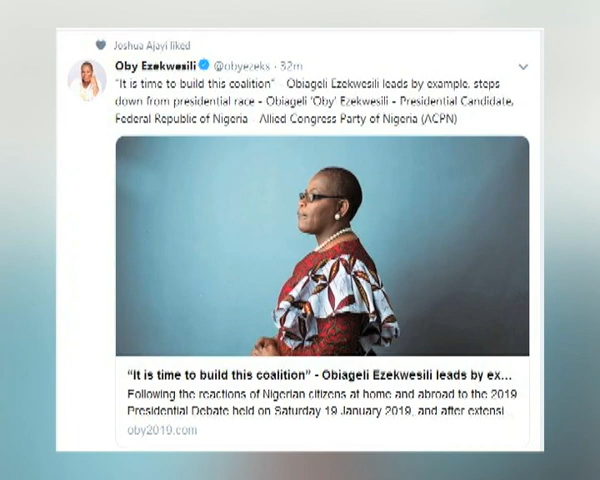 Joshua Ajayi liked
Oby Ezekwesili @obyezeks · 32m
"It is time to build this coalition" - Obiageli Ezekwesili leads by example, steps
down from presidential race - Obiageli 'Oby' Ezekwesili - Presidential Candidate,
Federal Republic of Nigeria - Allied Congress Party of Nigeria (ACPN)
"It is time to build this coalition" - Obiageli Ezekwesili leads by ex...
Following the reactions of Nigerian citizens at home and abroad to the 2019
Presidential Debate held on Saturday 19 January 2019, and after extensi...
oby2019.com